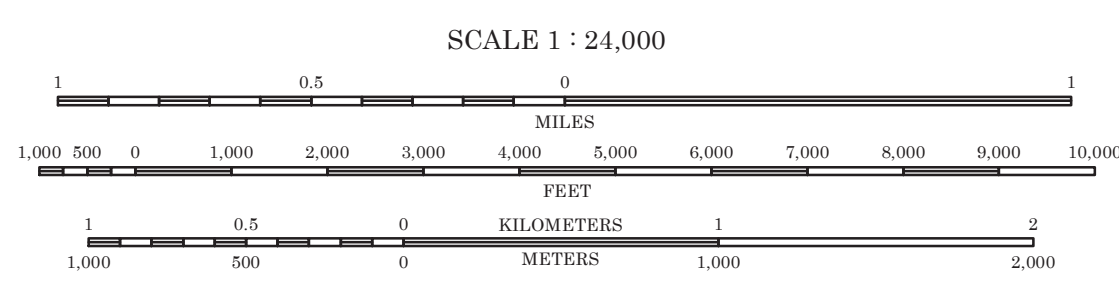 SCALE 1 : 24,000
1 0.5 0 1
MILES
1,000 500 0 1,000 2,000 3,000 4,000 5,000 6,000 7,000 8,000 9,000 10,000
FEET
1 0.5 0 KILOMETERS 1 2
1,000 500 0 METERS 1,000 2,000